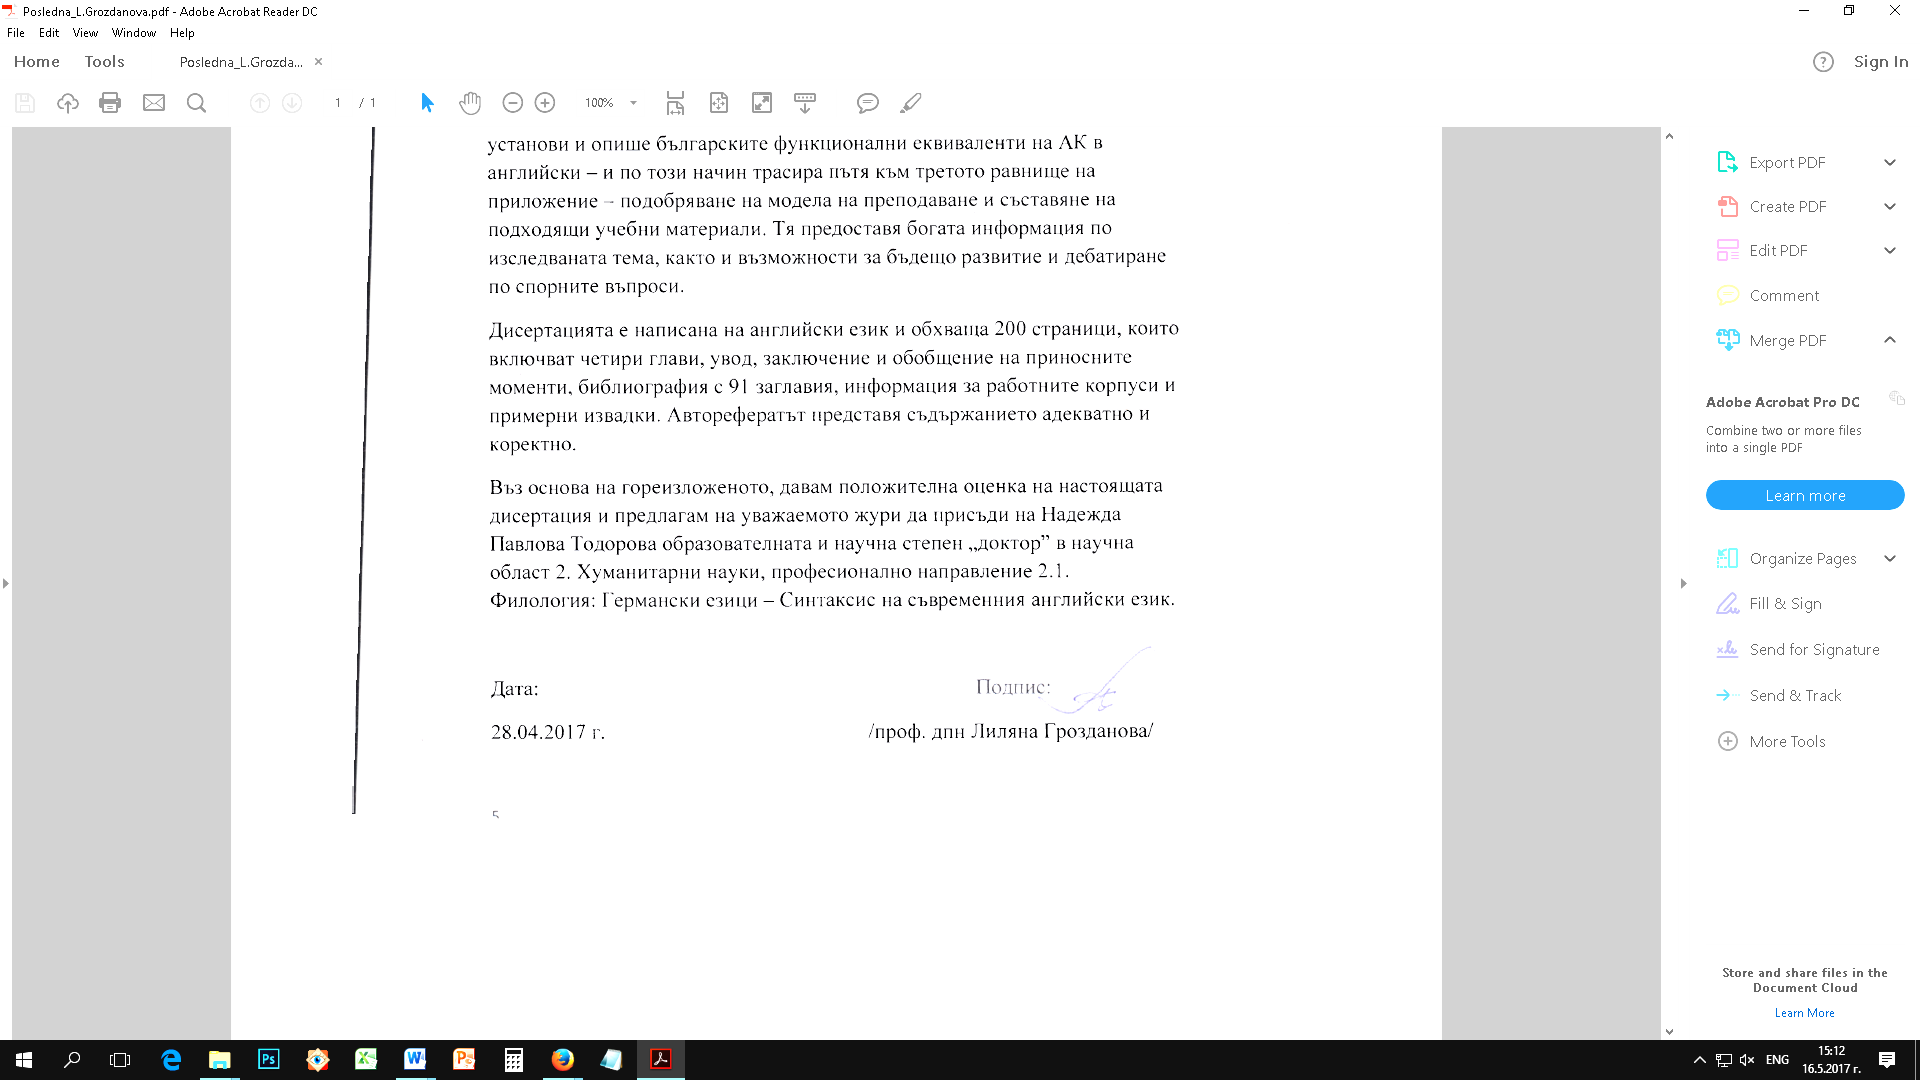 Posledna_L.Grozdanova.pdf - Adobe Acrobat Reader DC
File Edit View Window Help
Home Tools Posledna_L.Grozda... ×
? Sign In
1 / 1 100%
установи и опише българските функционални еквиваленти на АК в
английски – и по този начин трасира пътя към третото равнище на
приложение – подобряване на модела на преподаване и съставяне на
подходящи учебни материали. Тя предоставя богата информация по
изследваната тема, както и възможности за бъдещо развитие и дебатиране
по спорните въпроси.
Дисертацията е написана на английски език и обхваща 200 страници, които
включват четири глави, увод, заключение и обобщение на приносните
моменти, библиография с 91 заглавия, информация за работните корпуси и
примерни извадки. Авторефератът представя съдържанието адекватно и
коректно.
Въз основа на гореизложеното, давам положителна оценка на настоящата
дисертация и предлагам на уважаемото жури да присъди на Надежда
Павлова Тодорова образователната и научна степен „доктор” в научна
област 2. Хуманитарни науки, професионално направление 2.1.
Филология: Германски езици – Синтаксис на съвременния английски език.
Дата: Подпис:
28.04.2017 г. /проф. дпн Лиляна Грозданова/
5
Export PDF
Create PDF
Edit PDF
Comment
Merge PDF
Adobe Acrobat Pro DC
Combine two or more files
into a single PDF
Learn more
Organize Pages
Fill & Sign
Send for Signature
Send & Track
More Tools
Store and share files in the
Document Cloud
Learn More
ENG
15:12
16.5.2017 г.